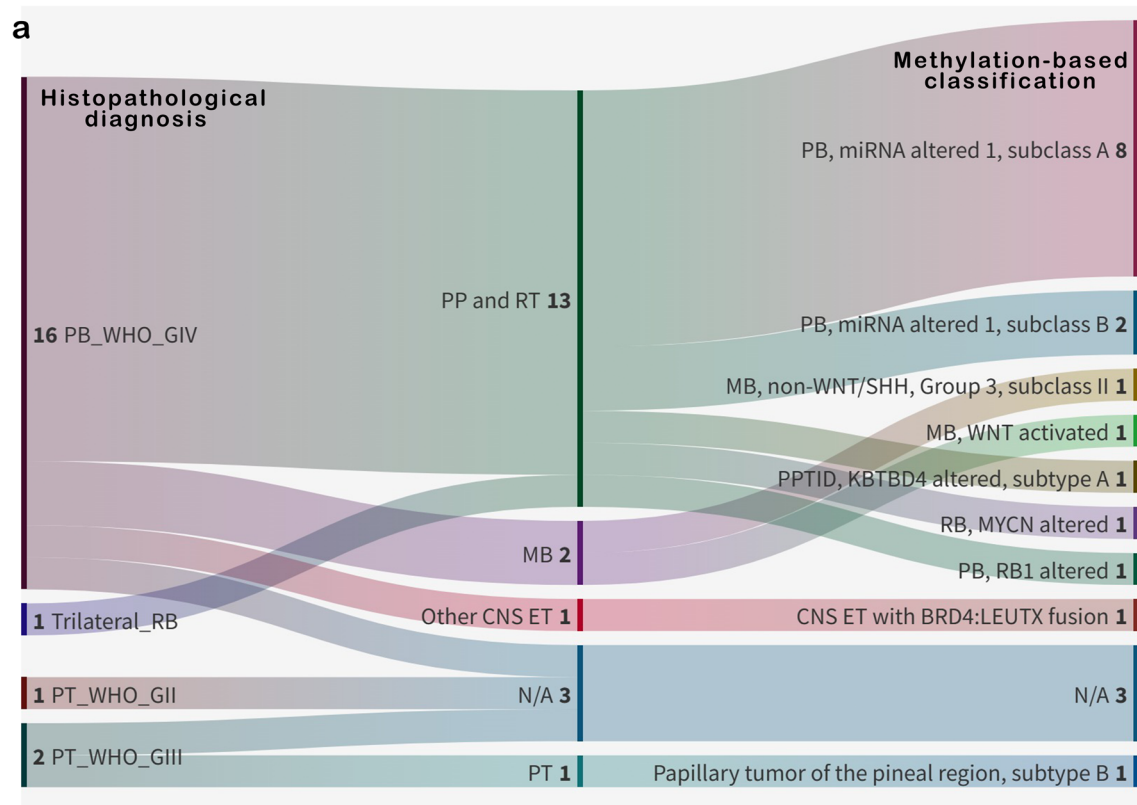 a
Histopathological
diagnosis
Methylation-based
classification
16 PB_WHO_GIV
1 Trilateral_RB
1 PT_WHO_GII
2 PT_WHO_GIII
PP and RT 13
MB 2
Other CNS ET 1
N/A 3
PT 1
PB, miRNA altered 1, subclass A 8
PB, miRNA altered 1, subclass B 2
MB, non-WNT/SHH, Group 3, subclass II 1
MB, WNT activated 1
PPTID, KBTBD4 altered, subtype A 1
RB, MYCN altered 1
PB, RB1 altered 1
CNS ET with BRD4:LEUTX fusion 1
N/A 3
Papillary tumor of the pineal region, subtype B 1